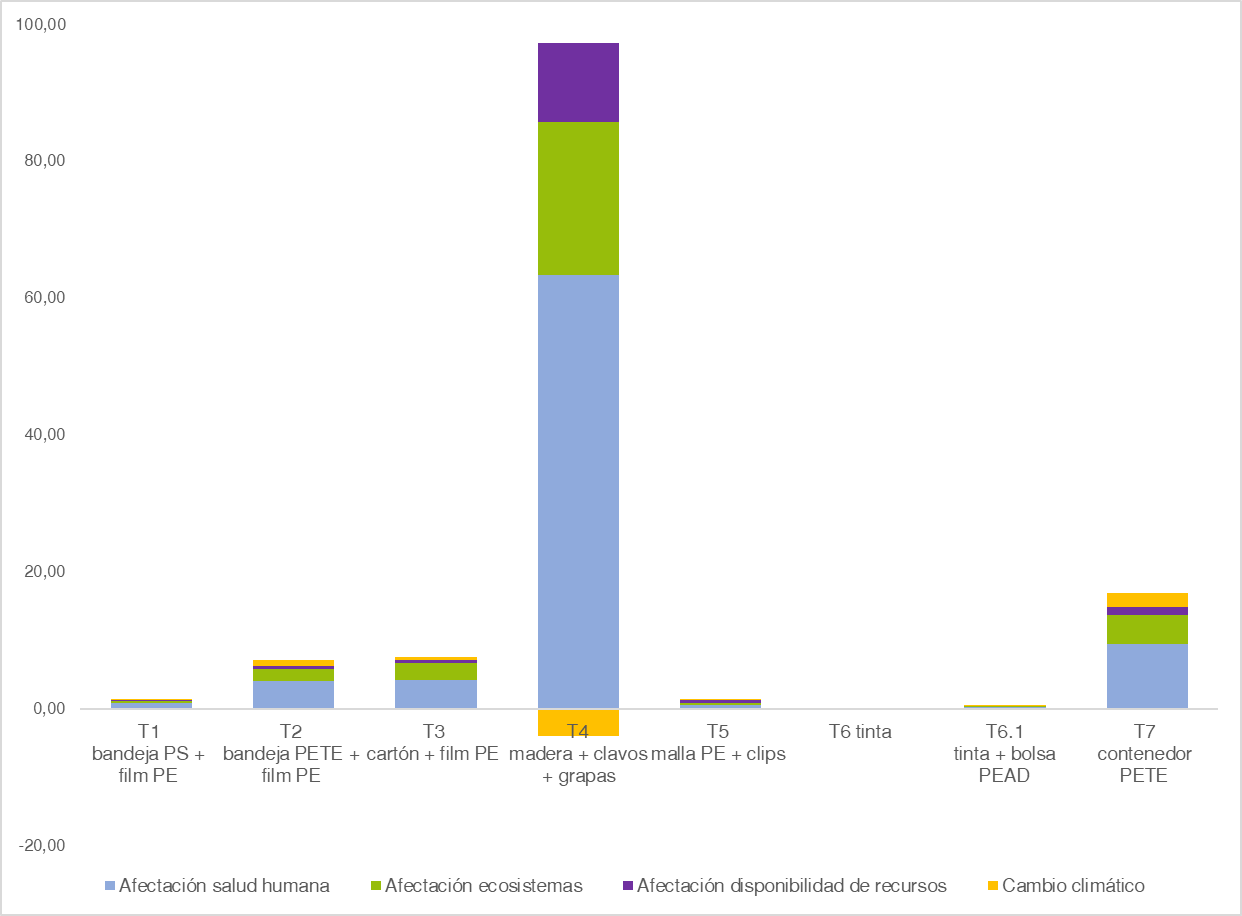 100,00
80,00
60,00
40,00
20,00
0,00
-20,00
T1
bandeja PS +
film PE
T2
bandeja PETE +
film PE
T3
cartón + film PE
T4
madera + clavos
+ grapas
T5
malla PE + clips
T6 tinta
T6.1
tinta + bolsa
PEAD
T7
contenedor
PETE
Afectación salud humana
Afectación ecosistemas
Afectación disponibilidad de recursos
Cambio climático